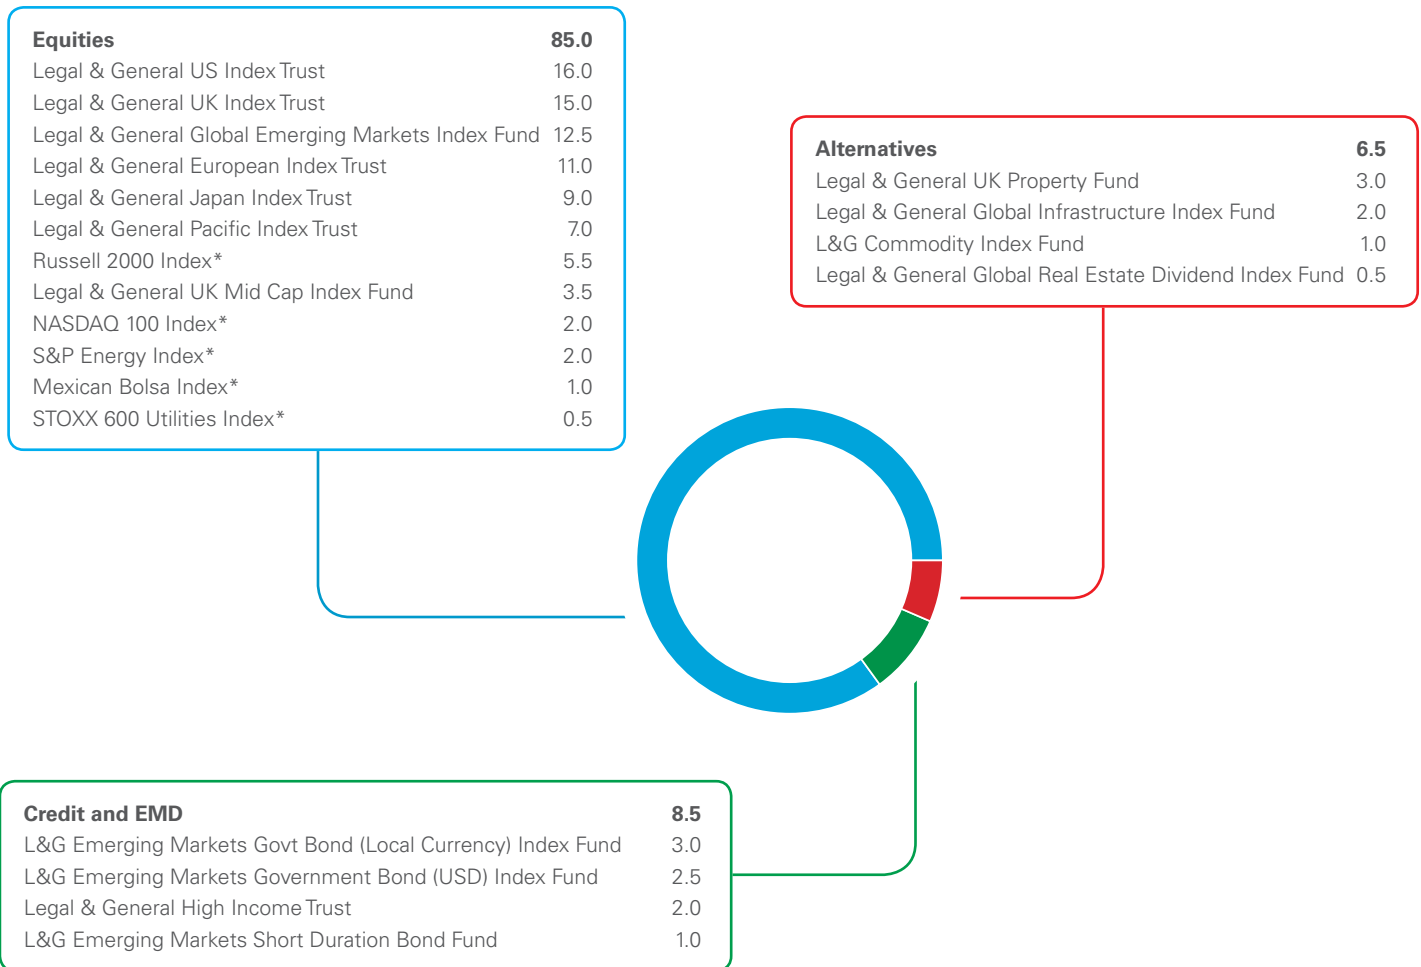 Equities 85.0
Legal & General US Index Trust 16.0
Legal & General UK Index Trust 15.0
Legal & General Global Emerging Markets Index Fund 12.5
Legal & General European Index Trust 11.0
Legal & General Japan Index Trust 9.0
Legal & General Pacific Index Trust 7.0
Russell 2000 Index* 5.5
Legal & General UK Mid Cap Index Fund 3.5
NASDAQ 100 Index* 2.0
S&P Energy Index* 2.0
Mexican Bolsa Index* 1.0
STOXX 600 Utilities Index* 0.5
Alternatives 6.5
Legal & General UK Property Fund 3.0
Legal & General Global Infrastructure Index Fund 2.0
L&G Commodity Index Fund 1.0
Legal & General Global Real Estate Dividend Index Fund 0.5
Credit and EMD 8.5
L&G Emerging Markets Govt Bond (Local Currency) Index Fund 3.0
L&G Emerging Markets Government Bond (USD) Index Fund 2.5
Legal & General High Income Trust 2.0
L&G Emerging Markets Short Duration Bond Fund 1.0